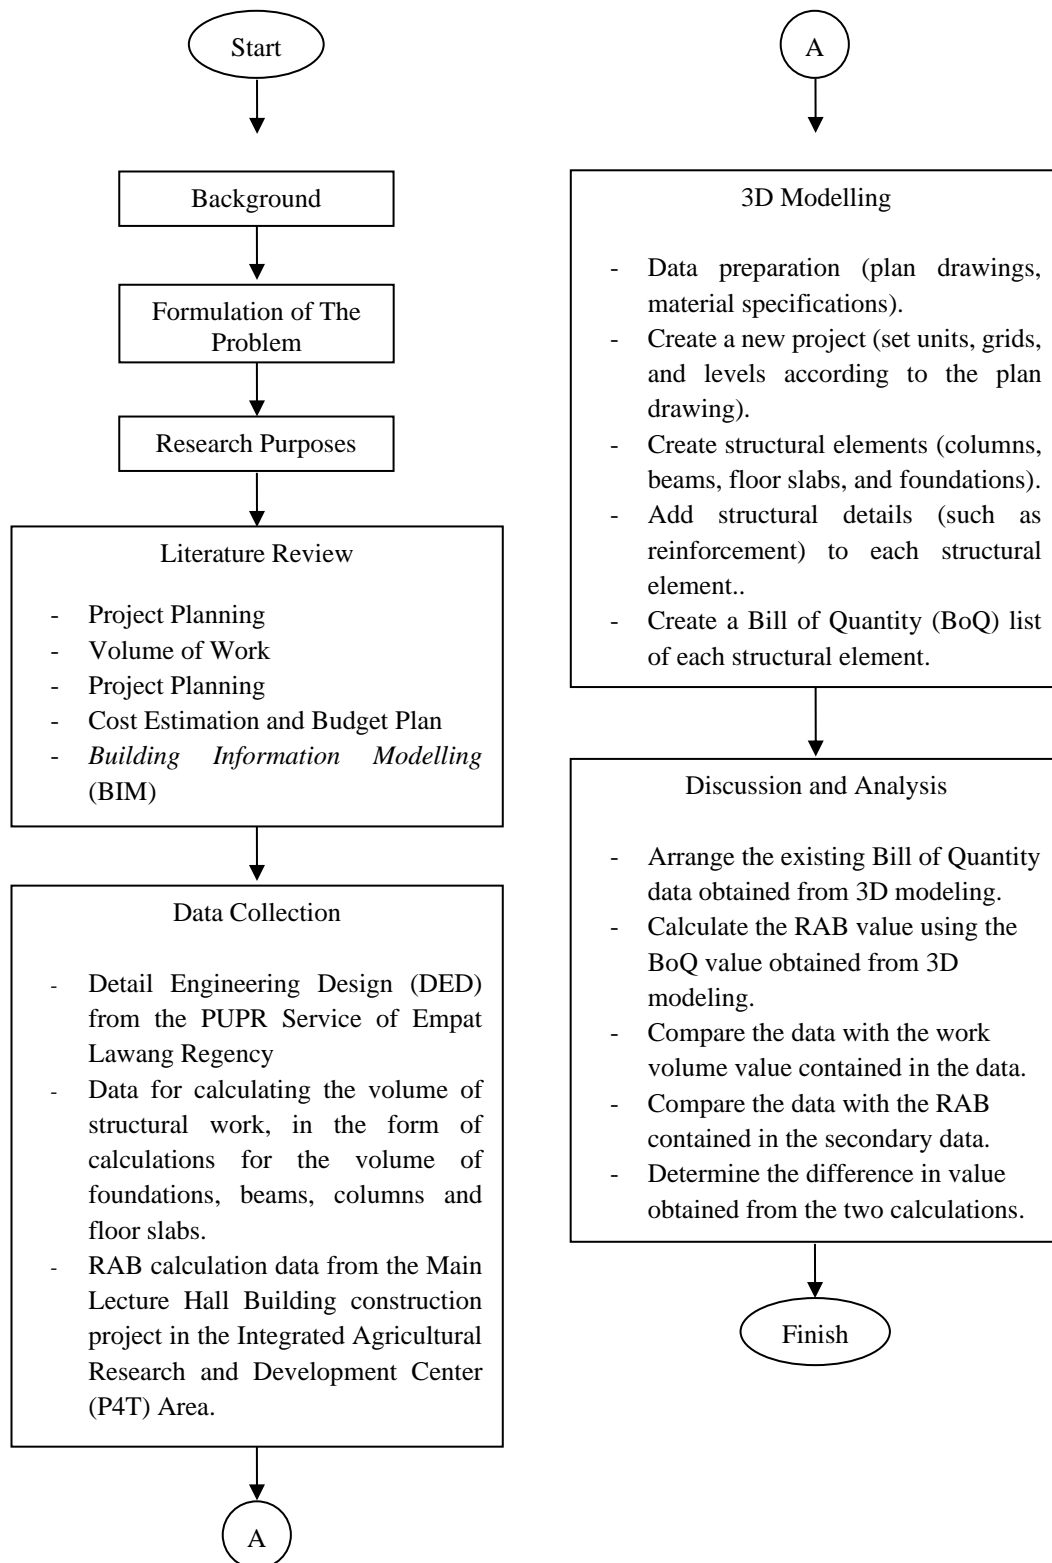 Start
Background
Formulation of The
Problem
Research Purposes
Literature Review
- Project Planning
- Volume of Work
- Project Planning
- Cost Estimation and Budget Plan
- Building Information Modelling
(BIM)
Data Collection
- Detail Engineering Design (DED)
from the PUPR Service of Empat
Lawang Regency
- Data for calculating the volume of
structural work, in the form of
calculations for the volume of
foundations, beams, columns and
floor slabs.
- RAB calculation data from the Main
Lecture Hall Building construction
project in the Integrated Agricultural
Research and Development Center
(P4T) Area.
A
A
3D Modelling
- Data preparation (plan drawings,
material specifications).
- Create a new project (set units, grids,
and levels according to the plan
drawing).
- Create structural elements (columns,
beams, floor slabs, and foundations).
- Add structural details (such as
reinforcement) to each structural
element..
- Create a Bill of Quantity (BoQ) list
of each structural element.
Discussion and Analysis
- Arrange the existing Bill of Quantity
data obtained from 3D modeling.
- Calculate the RAB value using the
BoQ value obtained from 3D
modeling.
- Compare the data with the work
volume value contained in the data.
- Compare the data with the RAB
contained in the secondary data.
- Determine the difference in value
obtained from the two calculations.
Finish